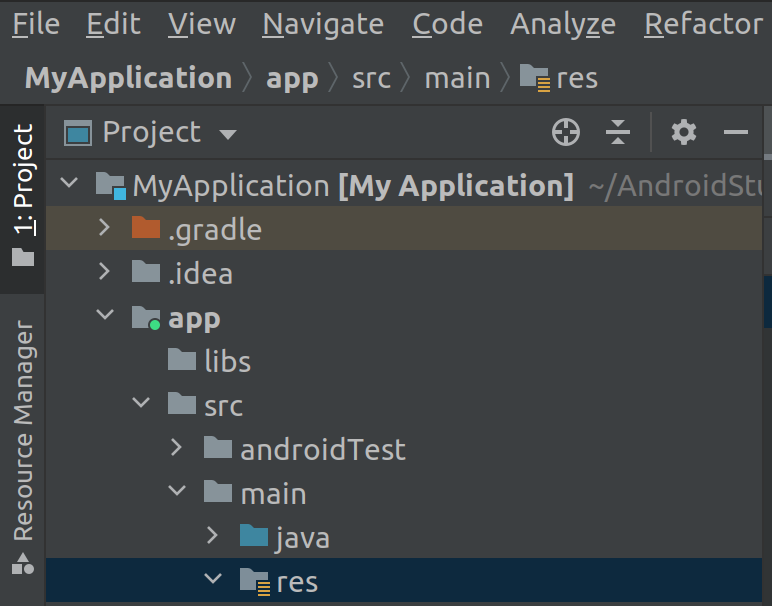 File Edit View Navigate Code Analyze Refactor
MyApplication app src main res
Project
MyApplication [My Application] ~/AndroidStu
.gradle
.idea
app
libs
src
androidTest
main
java
res
1: Project
Resource Manager